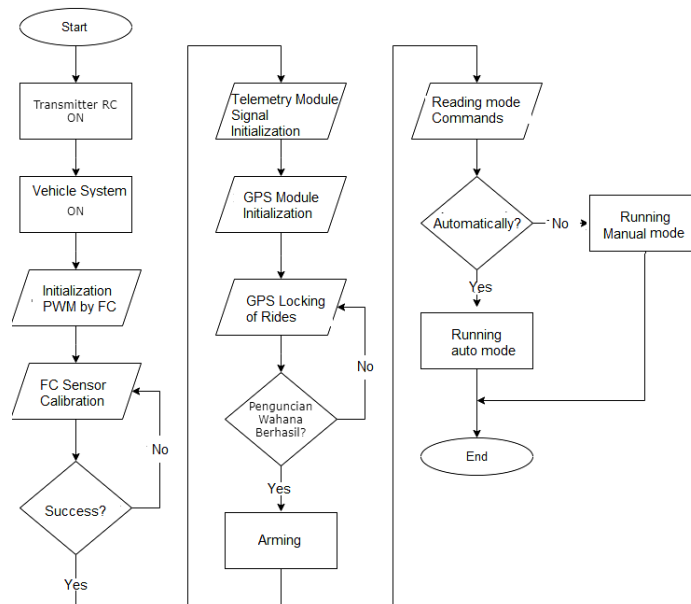 Start
Transmitter RC
ON
Vehicle System
ON
Initialization
PWM by FC
FC Sensor
Calibration
No
Success?
Yes
Telemetry Module
Signal
Initialization
GPS Module
Initialization
GPS Locking
of Rides
No
Penguncian
Wahana
Berhasil?
Yes
Arming
Reading mode
Commands
Automatically?
No
Running
Manual mode
Yes
Running
auto mode
End